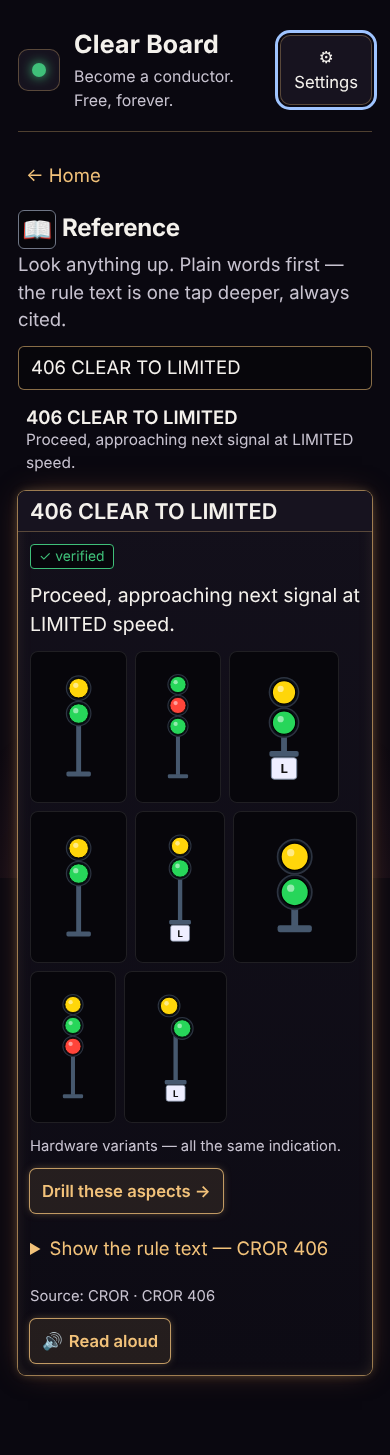 Clear Board
Become a conductor.
Free, forever.
⚙ Settings
← Home
📖 Reference
Look anything up. Plain words first —
the rule text is one tap deeper, always
cited.
406 CLEAR TO LIMITED
406 CLEAR TO LIMITED
Proceed, approaching next signal at LIMITED
speed.
406 CLEAR TO LIMITED
✓ verified
Proceed, approaching next signal at
LIMITED speed.
L
L
L
Hardware variants — all the same indication.
Drill these aspects →
▶ Show the rule text — CROR 406
Source: CROR · CROR 406
🔊 Read aloud